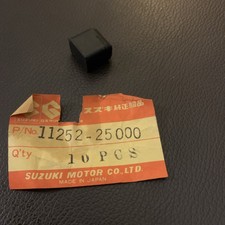 スズキ純正部品
P/No. 11252-25000
Q'ty 10 PCS
SUZUKI MOTOR CO.,LTD.
MADE IN JAPAN